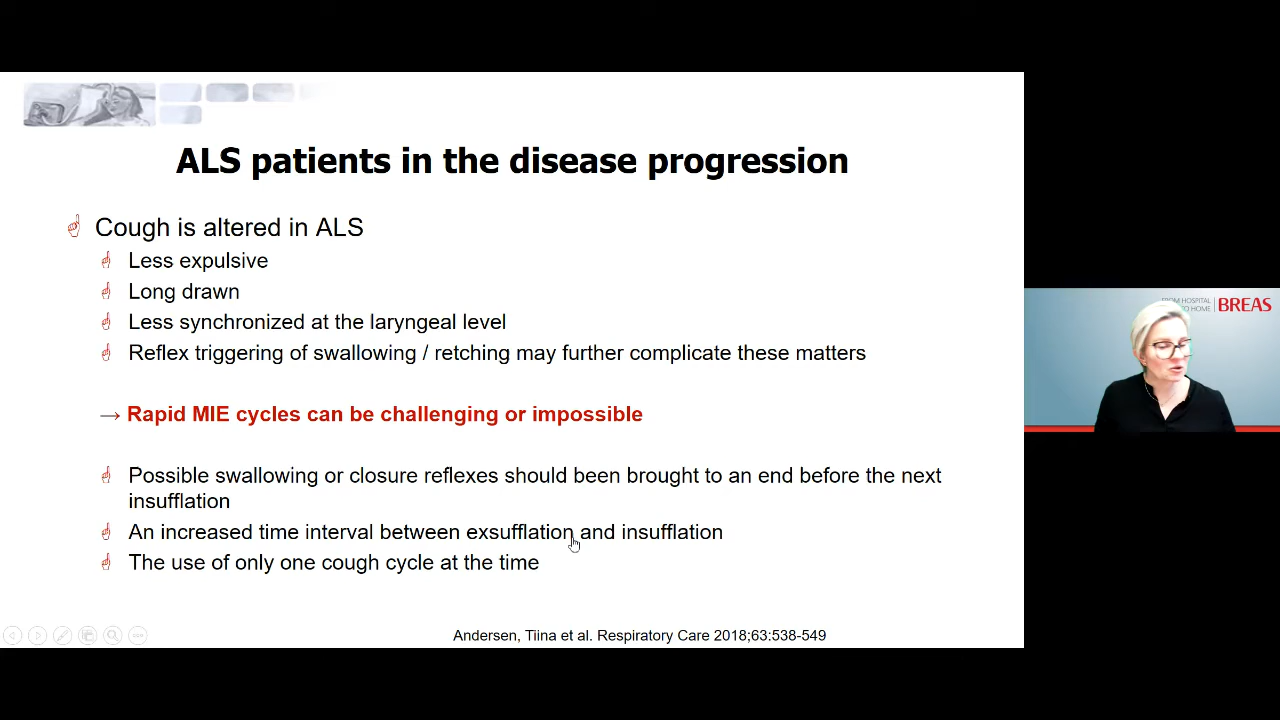 ALS patients in the disease progression
Cough is altered in ALS
Less expulsive
Long drawn
Less synchronized at the laryngeal level
Reflex triggering of swallowing / retching may further complicate these matters
→ Rapid MIE cycles can be challenging or impossible
Possible swallowing or closure reflexes should been brought to an end before the next
insufflation
An increased time interval between exsufflation and insufflation
The use of only one cough cycle at the time
Andersen, Tiina et al. Respiratory Care 2018;63:538-549
HOSPITAL
TO HOME
BREAS